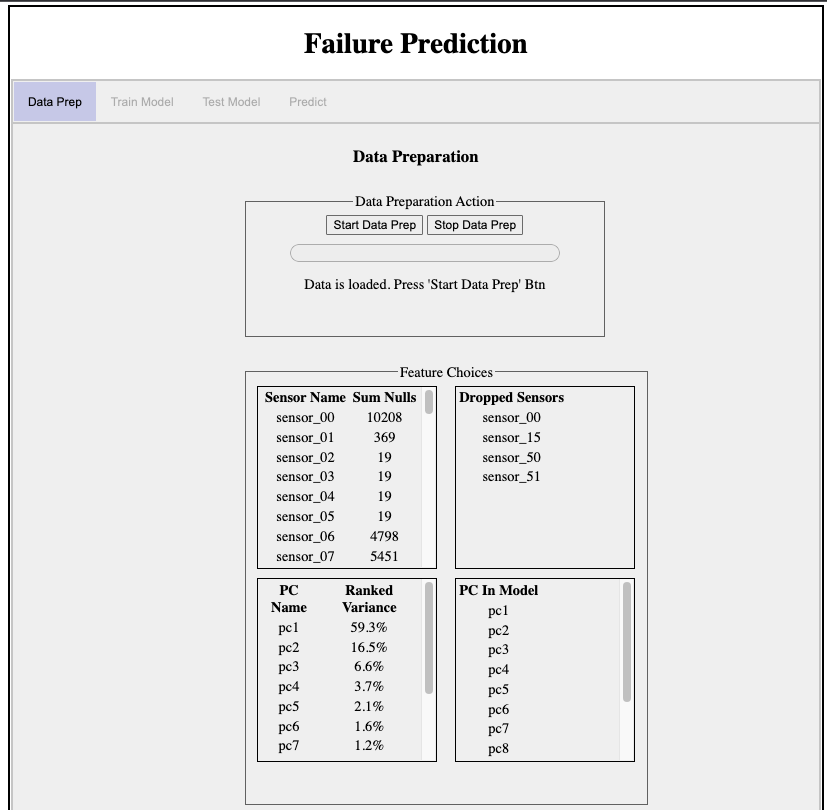 Failure Prediction
Data Prep Train Model Test Model Predict
Data Preparation
Data Preparation Action
Start Data Prep Stop Data Prep
Data is loaded. Press 'Start Data Prep' Btn
Feature Choices
Sensor Name Sum Nulls
sensor_00 10208
sensor_01 369
sensor_02 19
sensor_03 19
sensor_04 19
sensor_05 19
sensor_06 4798
sensor_07 5451
Dropped Sensors
sensor_00
sensor_15
sensor_50
sensor_51
PC Name Ranked Variance
pc1 59.3%
pc2 16.5%
pc3 6.6%
pc4 3.7%
pc5 2.1%
pc6 1.6%
pc7 1.2%
PC In Model
pc1
pc2
pc3
pc4
pc5
pc6
pc7
pc8